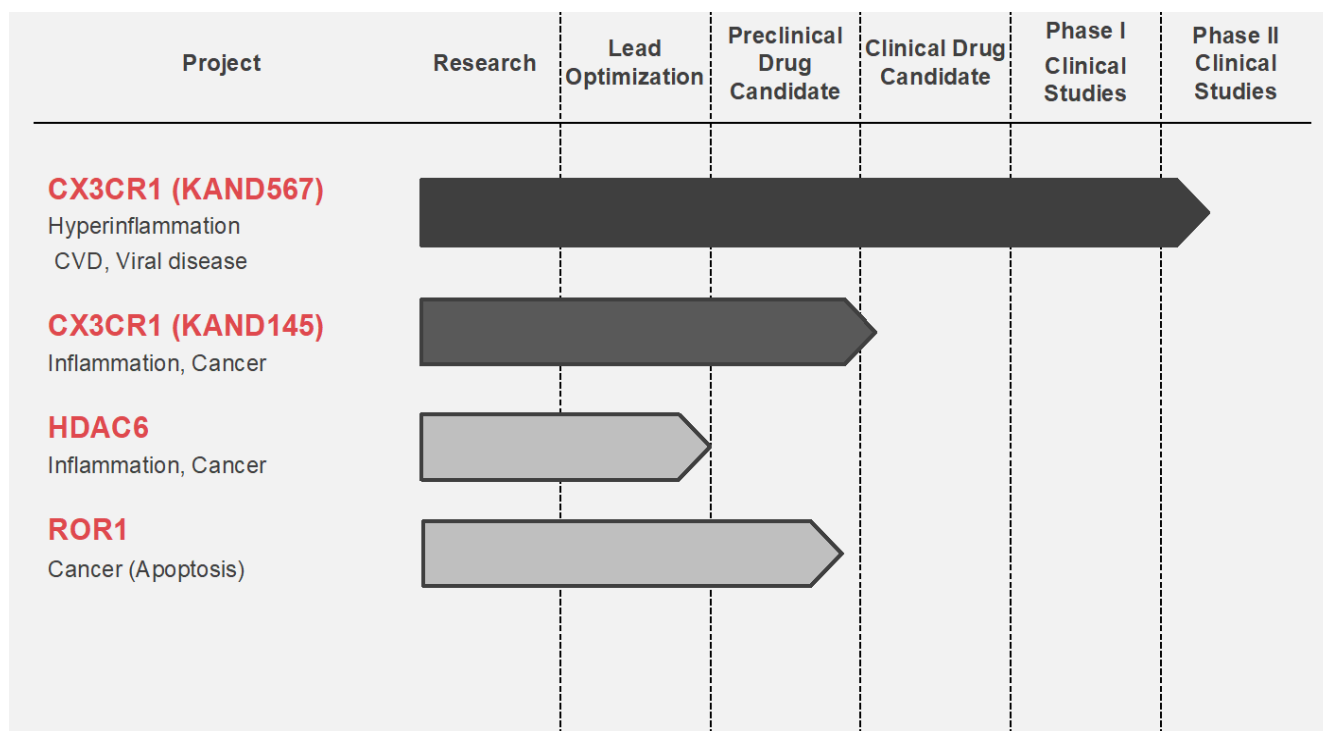 Project
Research
Lead
Optimization
Preclinical
Drug
Candidate
Clinical Drug
Candidate
Phase I
Clinical
Studies
Phase II
Clinical
Studies
CX3CR1 (KAND567)
Hyperinflammation
CVD, Viral disease
CX3CR1 (KAND145)
Inflammation, Cancer
HDAC6
Inflammation, Cancer
ROR1
Cancer (Apoptosis)